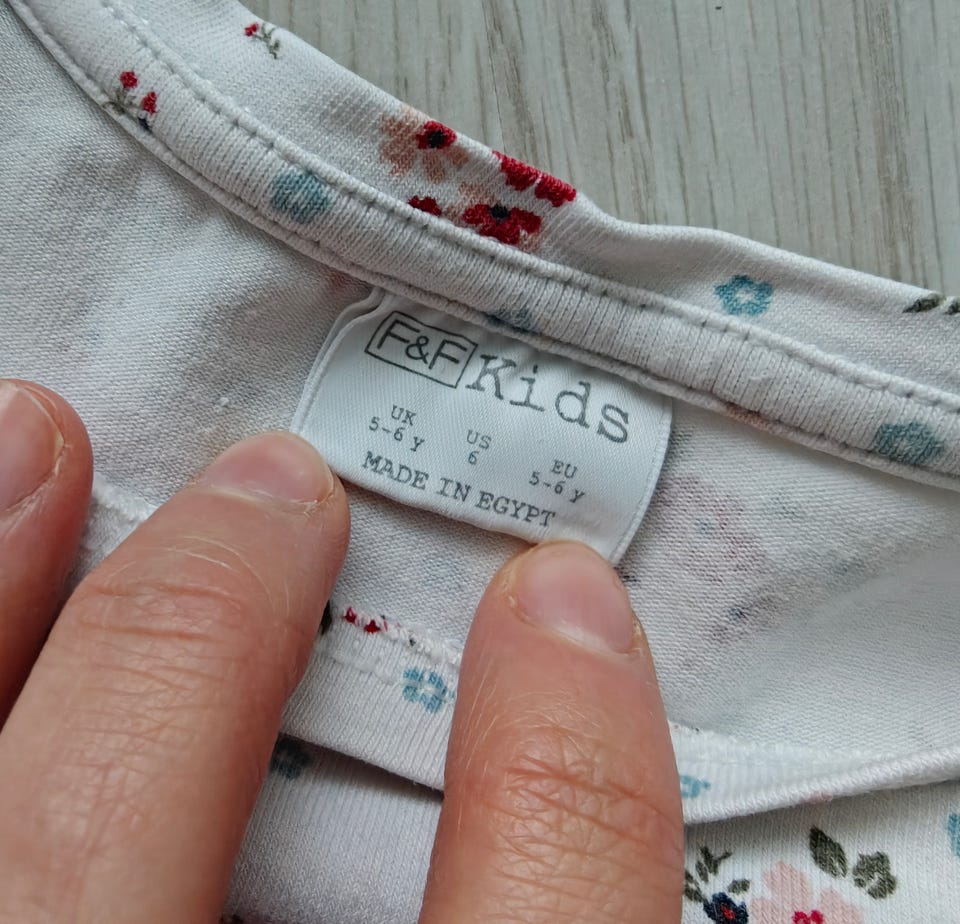 F&F Kids
UK US EU
5-6 y 6 5-6 y
MADE IN EGYPT